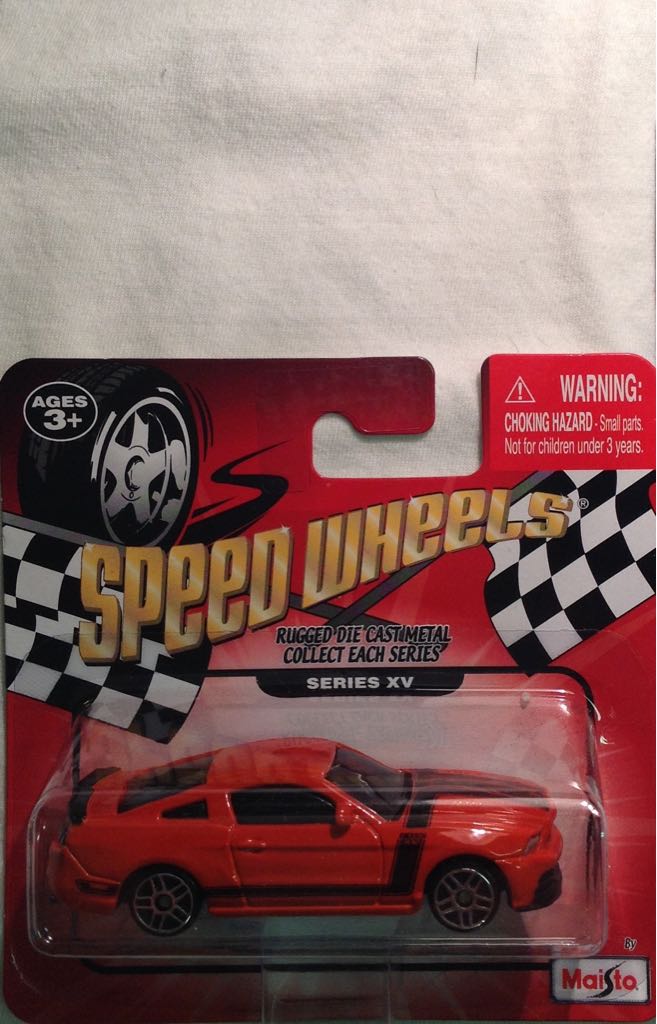 AGES
3+
WARNING:
CHOKING HAZARD - Small parts.
Not for children under 3 years.
SPEED WHEELS®
RUGGED DIE CAST METAL
COLLECT EACH SERIES
SERIES XV
By
Maisto